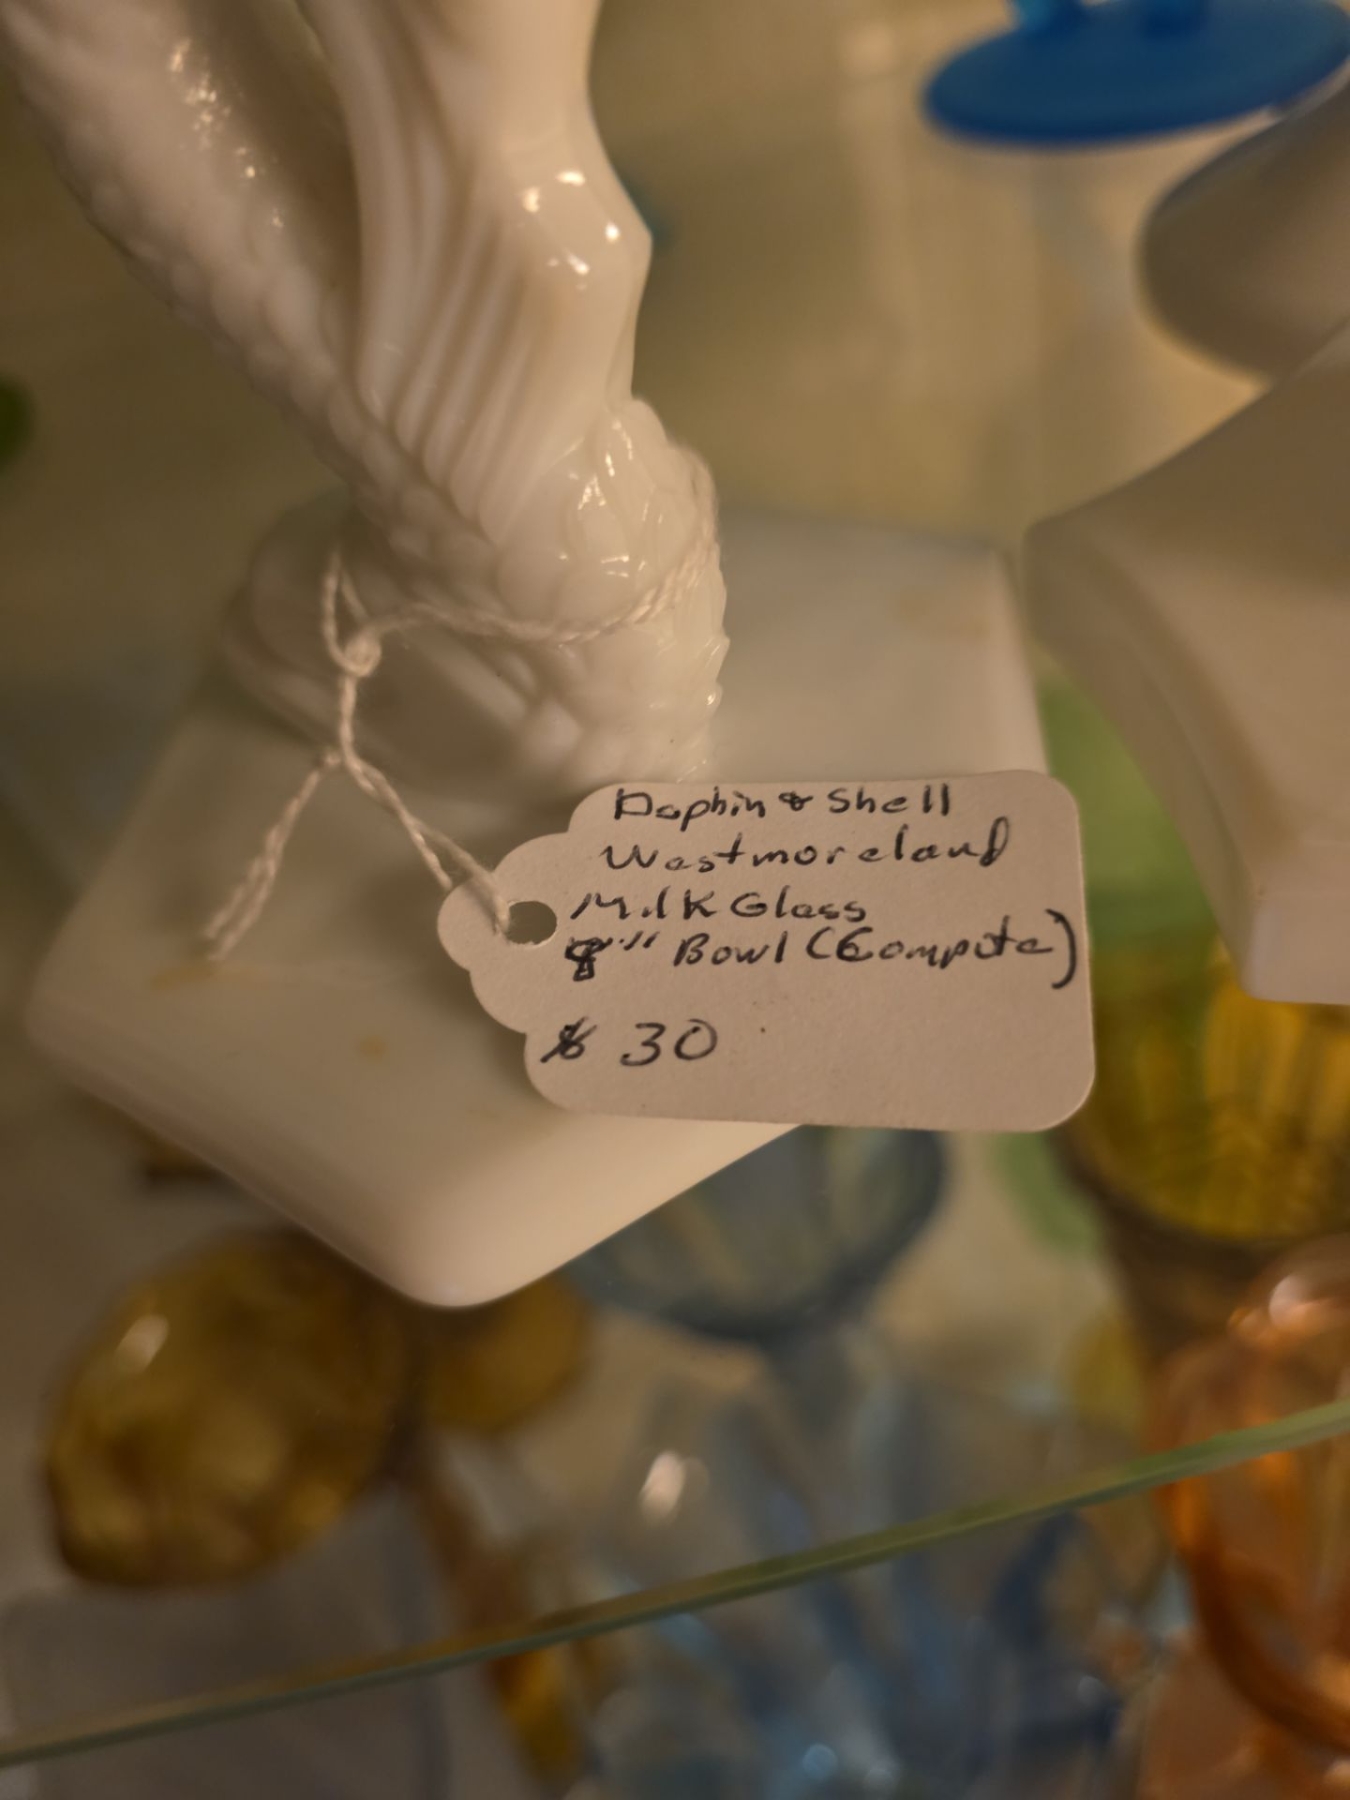 Dophin & Shell
Westmoreland
Milk Glass
8" Bowl (Compote)
$ 30